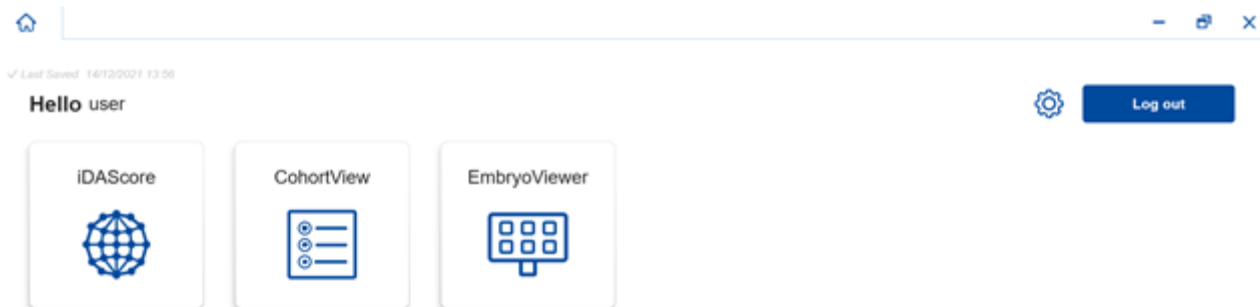 ✓ Last Saved 14/12/2021 13:56
Hello user
Log out
iDAScore CohortView EmbryoViewer